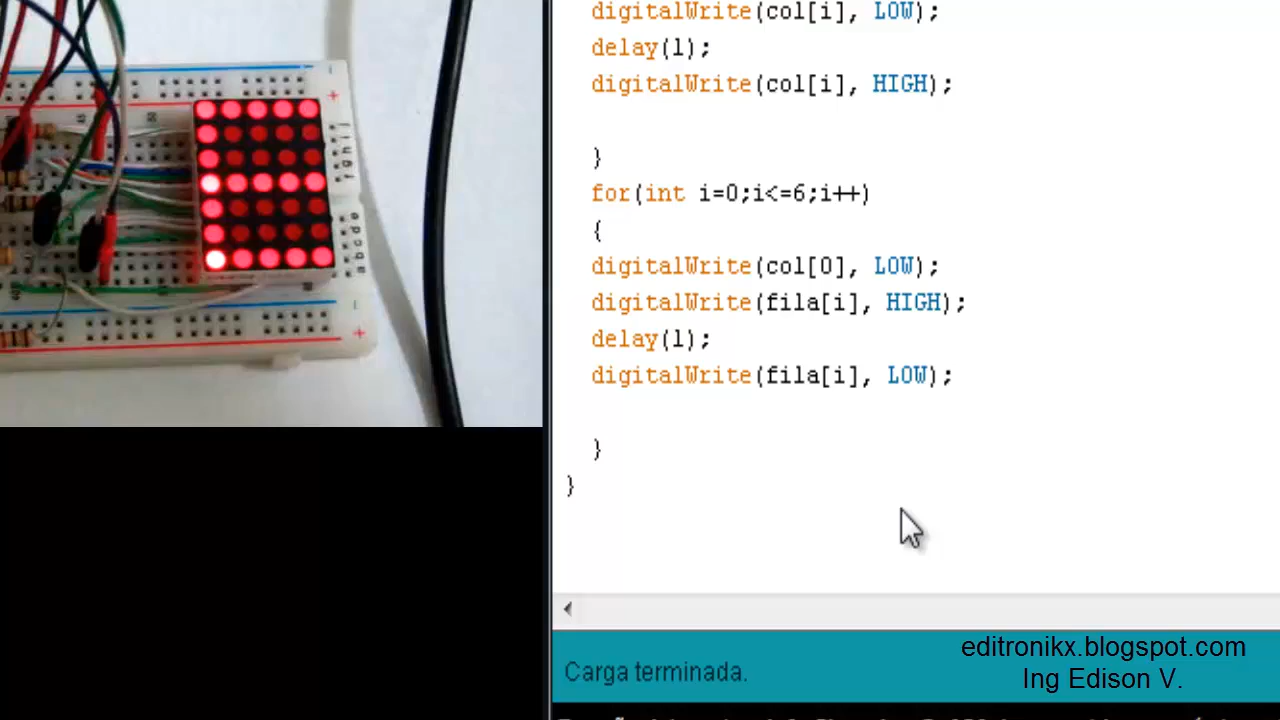 digitalWrite(col[i], LOW);
delay(1);
digitalWrite(col[i], HIGH);
}
for(int i=0;i<=6;i++)
{
digitalWrite(col[0], LOW);
digitalWrite(fila[i], HIGH);
delay(1);
digitalWrite(fila[i], LOW);
}
}
Carga terminada.
editronikx.blogspot.com
Ing Edison V.